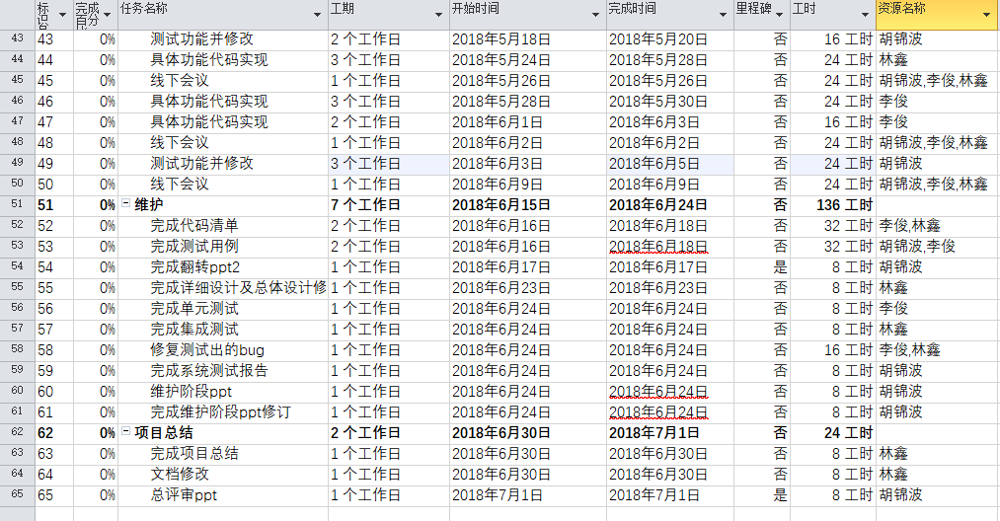 标识号 完成百分比 任务名称 工期 开始时间 完成时间 里程碑 工时 资源名称
43 43 0% 测试功能并修改 2 个工作日 2018年5月18日 2018年5月20日 否 16 工时 胡锦波
44 44 0% 具体功能代码实现 3 个工作日 2018年5月24日 2018年5月28日 否 24 工时 林鑫
45 45 0% 线下会议 1 个工作日 2018年5月26日 2018年5月26日 否 24 工时 胡锦波,李俊,林鑫
46 46 0% 具体功能代码实现 3 个工作日 2018年5月28日 2018年5月30日 否 24 工时 李俊
47 47 0% 具体功能代码实现 2 个工作日 2018年6月1日 2018年6月3日 否 16 工时 李俊
48 48 0% 线下会议 1 个工作日 2018年6月2日 2018年6月2日 否 24 工时 胡锦波,李俊,林鑫
49 49 0% 测试功能并修改 3 个工作日 2018年6月3日 2018年6月5日 否 24 工时 胡锦波
50 50 0% 线下会议 1 个工作日 2018年6月9日 2018年6月9日 否 24 工时 胡锦波,李俊,林鑫
51 51 0% 维护 7 个工作日 2018年6月15日 2018年6月24日 否 136 工时
52 52 0% 完成代码清单 2 个工作日 2018年6月16日 2018年6月18日 否 32 工时 李俊,林鑫
53 53 0% 完成测试用例 2 个工作日 2018年6月16日 2018年6月18日 否 32 工时 胡锦波,李俊
54 54 0% 完成翻转ppt2 1 个工作日 2018年6月17日 2018年6月17日 是 8 工时 胡锦波
55 55 0% 完成详细设计及总体设计修 1 个工作日 2018年6月23日 2018年6月23日 否 8 工时 林鑫
56 56 0% 完成单元测试 1 个工作日 2018年6月24日 2018年6月24日 否 8 工时 李俊
57 57 0% 完成集成测试 1 个工作日 2018年6月24日 2018年6月24日 否 8 工时 林鑫
58 58 0% 修复测试出的bug 1 个工作日 2018年6月24日 2018年6月24日 否 16 工时 李俊,林鑫
59 59 0% 完成系统测试报告 1 个工作日 2018年6月24日 2018年6月24日 否 8 工时 胡锦波
60 60 0% 维护阶段ppt 1 个工作日 2018年6月24日 2018年6月24日 否 8 工时 胡锦波
61 61 0% 完成维护阶段ppt修订 1 个工作日 2018年6月24日 2018年6月24日 否 8 工时 胡锦波
62 62 0% 项目总结 2 个工作日 2018年6月30日 2018年7月1日 否 24 工时
63 63 0% 完成项目总结 1 个工作日 2018年6月30日 2018年6月30日 否 8 工时 林鑫
64 64 0% 文档修改 1 个工作日 2018年6月30日 2018年6月30日 否 8 工时 林鑫
65 65 0% 总评审ppt 1 个工作日 2018年7月1日 2018年7月1日 是 8 工时 胡锦波